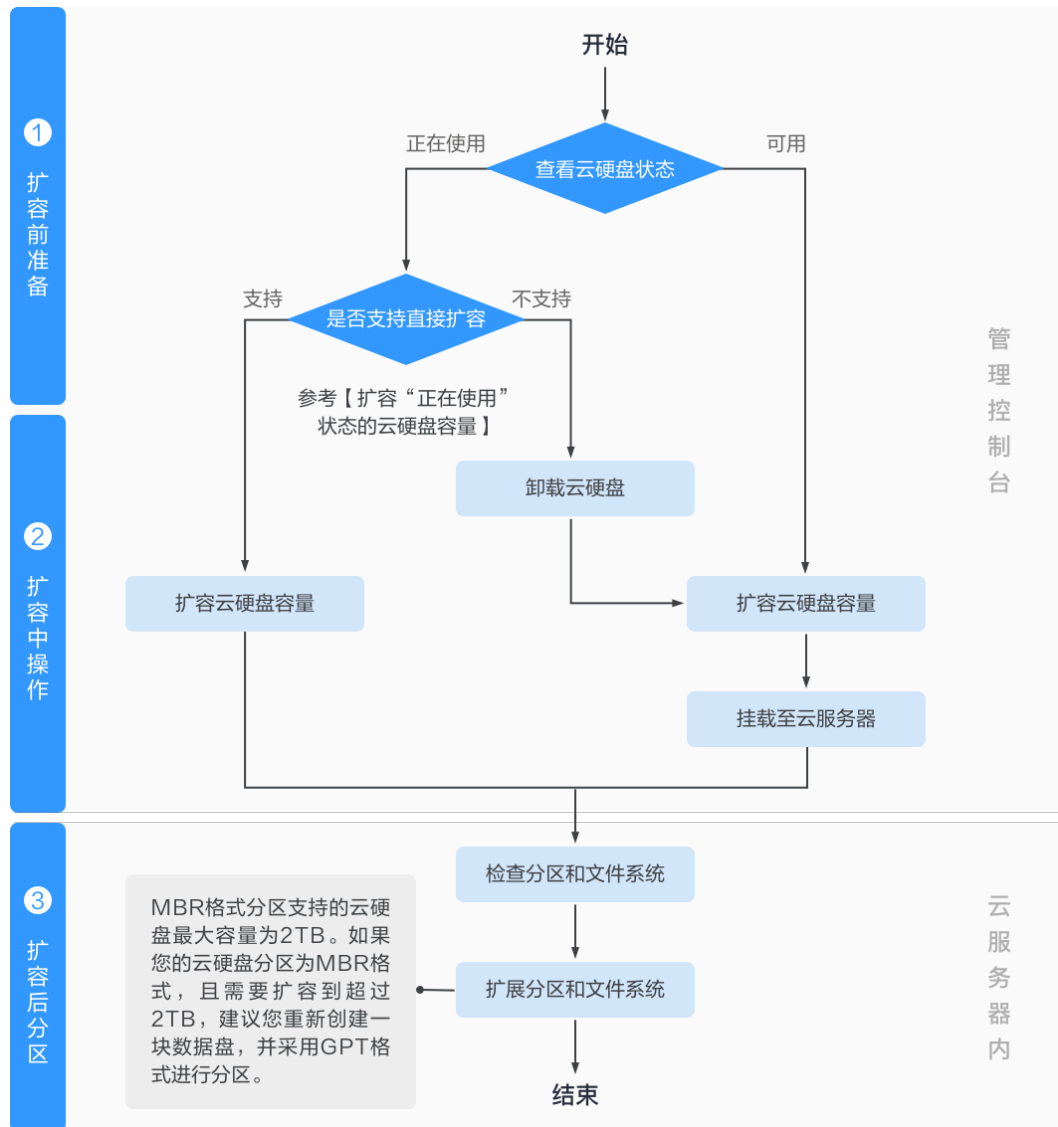 开始
正在使用
可用
查看云硬盘状态
① 扩容前准备
支持
不支持
是否支持直接扩容
参考【扩容“正在使用”
状态的云硬盘容量】
管理控制台
卸载云硬盘
② 扩容中操作
扩容云硬盘容量
扩容云硬盘容量
挂载至云服务器
检查分区和文件系统
③ 扩容后分区
MBR格式分区支持的云硬
盘最大容量为2TB。如果
您的云硬盘分区为MBR格
式，且需要扩容到超过
2TB，建议您重新创建一
块数据盘，并采用GPT格
式进行分区。
扩展分区和文件系统
云服务器内
结束